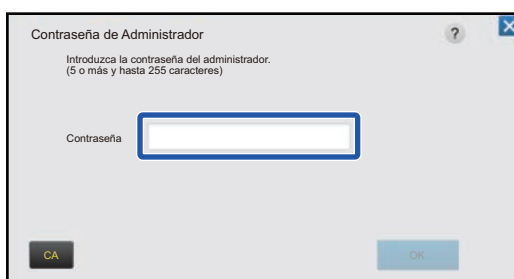 Contraseña de Administrador
?
Introduzca la contraseña del administrador.
(5 o más y hasta 255 caracteres)
Contraseña
CA
OK